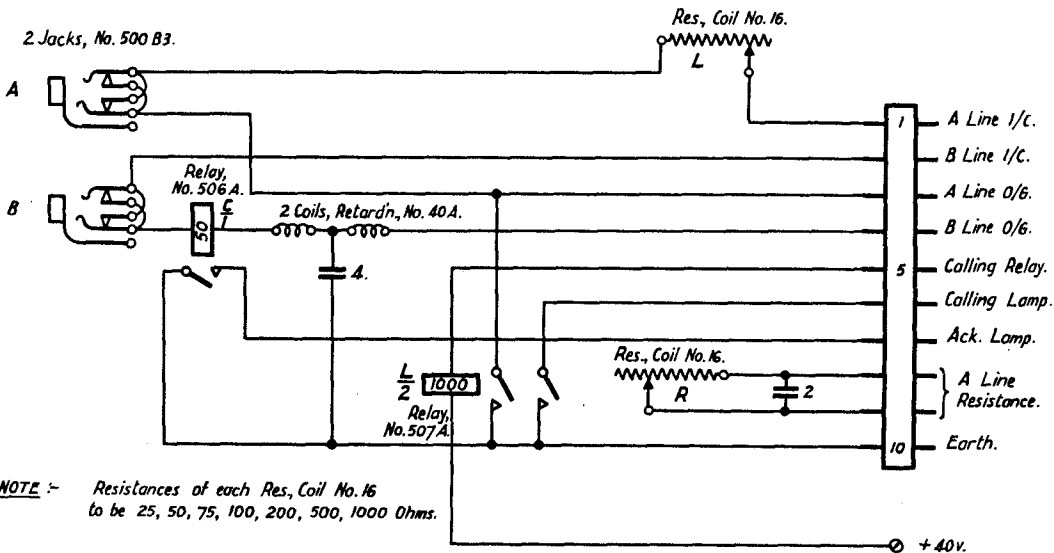 Res., Coil No. 16.
2 Jacks, No. 500 B3.
L
A
1
A Line I/C.
B Line I/C.
Relay,
No. 506 A.
A Line O/G.
B
50
C
1
2 Coils, Retard'n., No. 40A.
B Line O/G.
4.
5
Calling Relay.
Calling Lamp.
Ack. Lamp.
Res., Coil No. 16.
L
2
1000
R
2
A Line
Resistance.
Relay,
No. 507 A.
10
Earth.
NOTE :- Resistances of each Res., Coil No. 16
to be 25, 50, 75, 100, 200, 500, 1000 Ohms.
+ 40v.